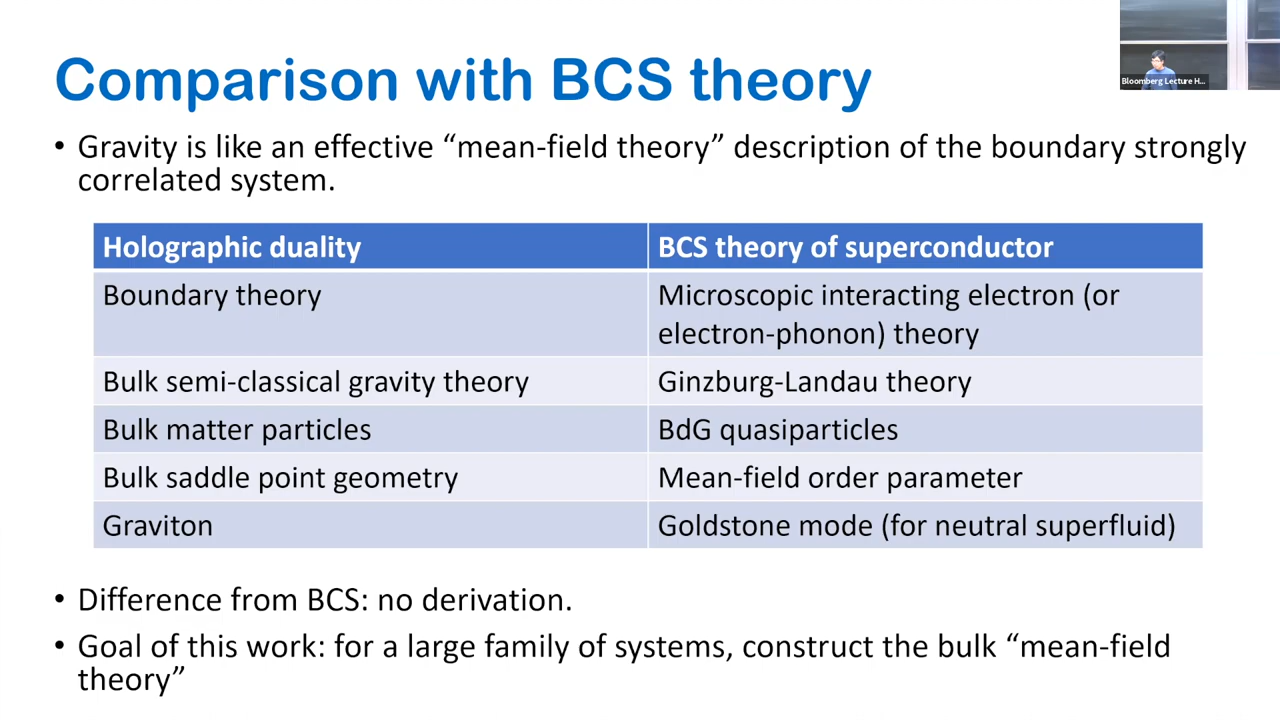 Comparison with BCS theory
Bloomberg Lecture H...
• Gravity is like an effective “mean-field theory” description of the boundary strongly
correlated system.
Holographic duality
BCS theory of superconductor
Boundary theory
Microscopic interacting electron (or
electron-phonon) theory
Bulk semi-classical gravity theory
Ginzburg-Landau theory
Bulk matter particles
BdG quasiparticles
Bulk saddle point geometry
Mean-field order parameter
Graviton
Goldstone mode (for neutral superfluid)
• Difference from BCS: no derivation.
• Goal of this work: for a large family of systems, construct the bulk “mean-field
theory”